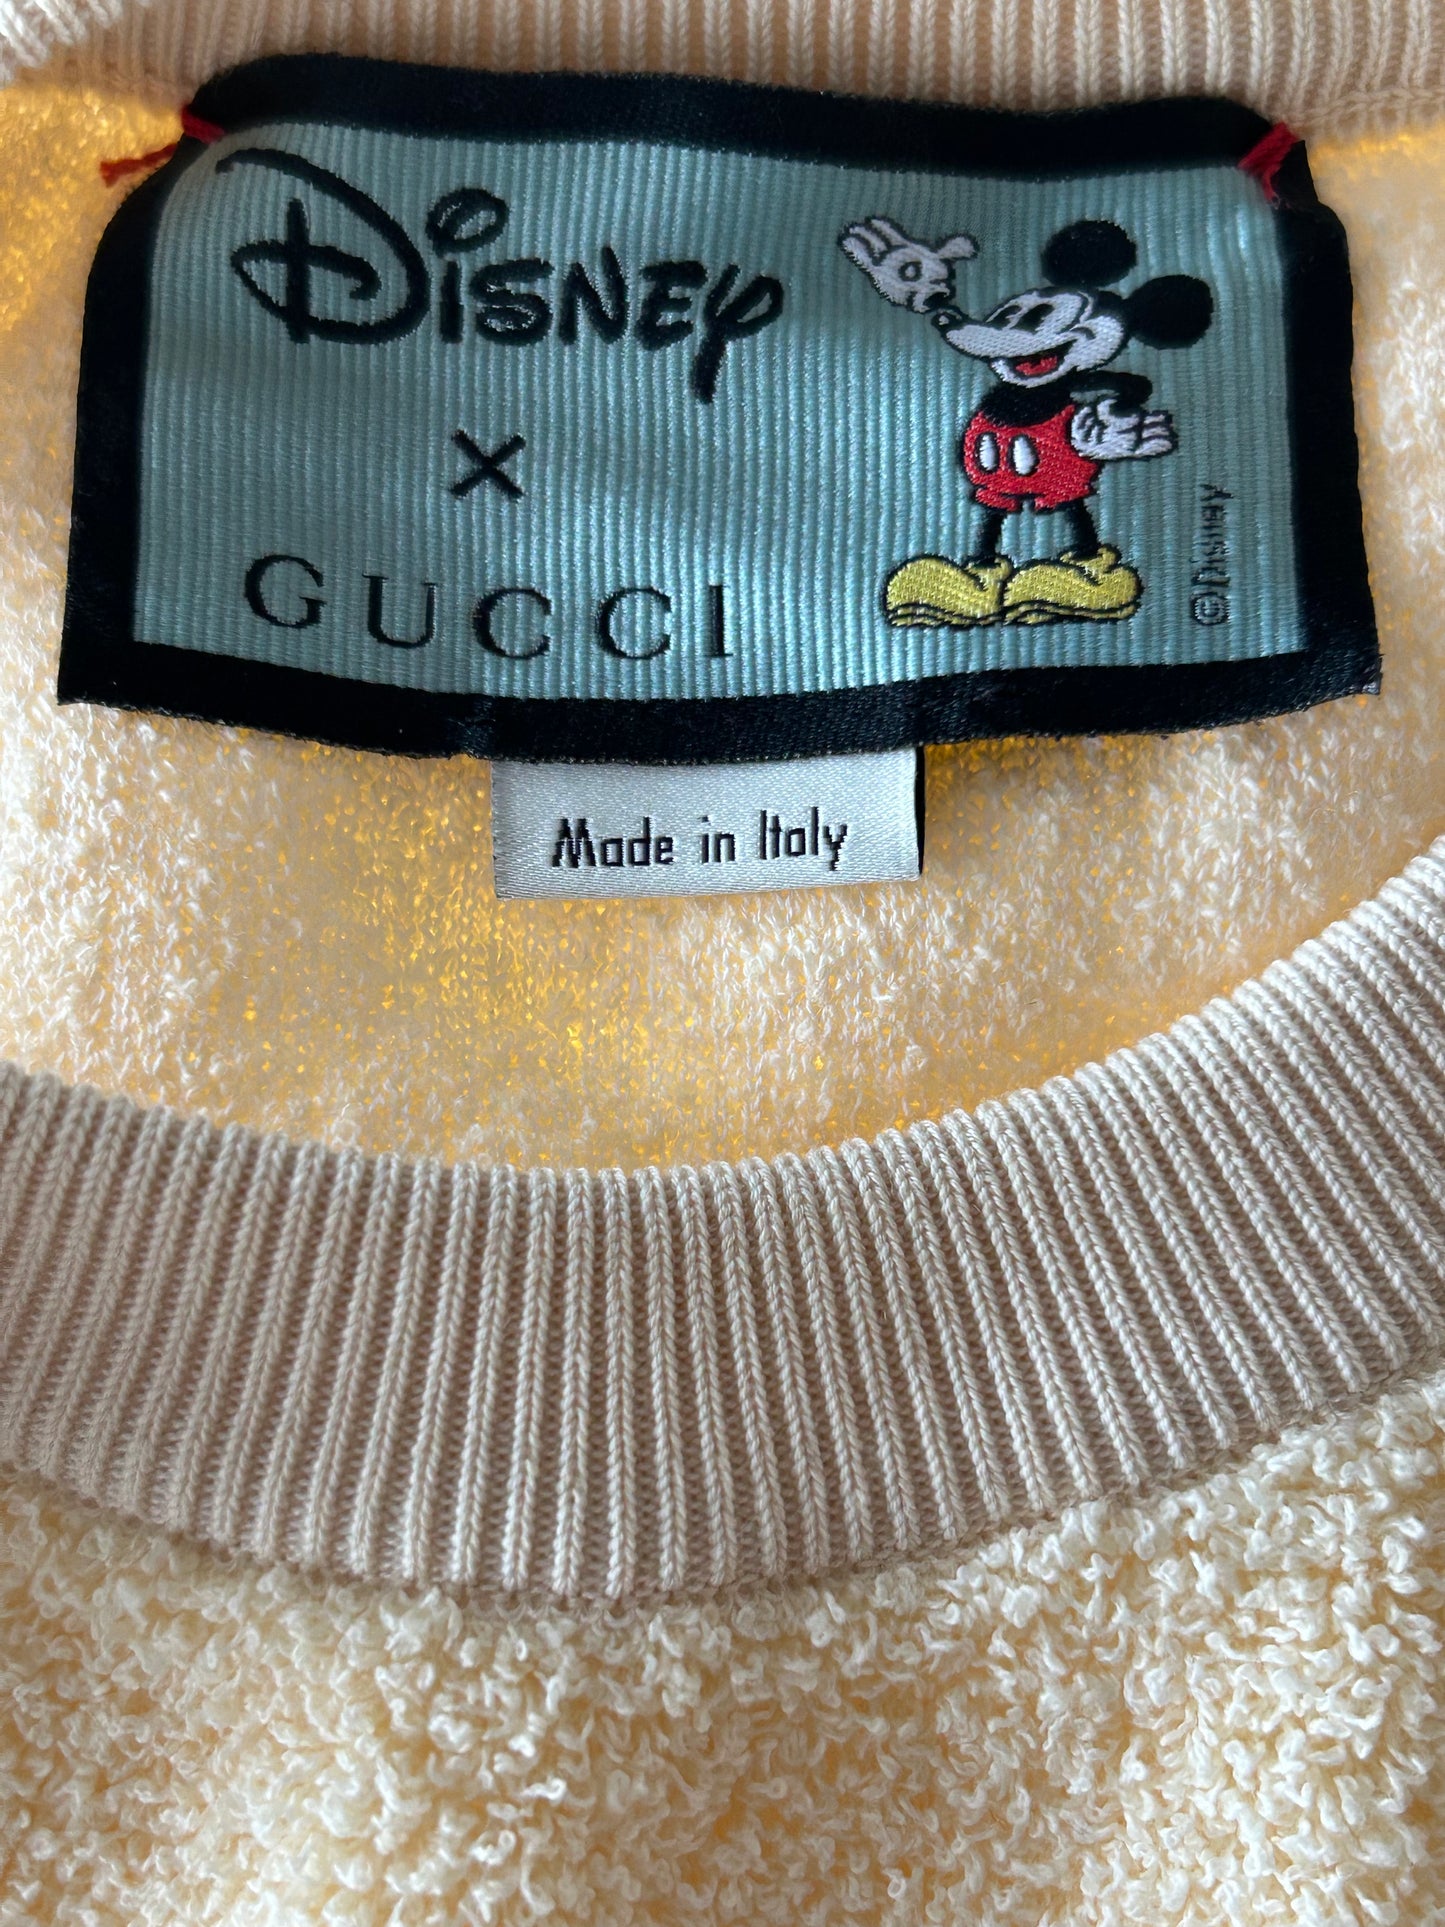 Disney
×
GUCCI
©Disney
Made in Italy